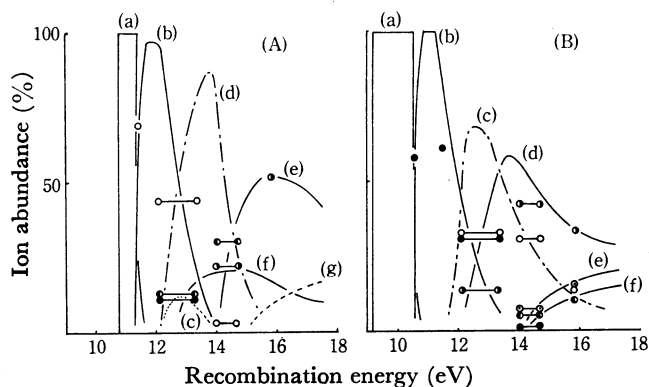 Ion abundance (%)
100
50
(a)
(b)
(A)
(d)
(e)
(f)
(g)
(c)
10 12 14 16 18
(a)
(b)
(B)
(c)
(d)
(e)
(f)
10 12 14 16 18
Recombination energy (eV)